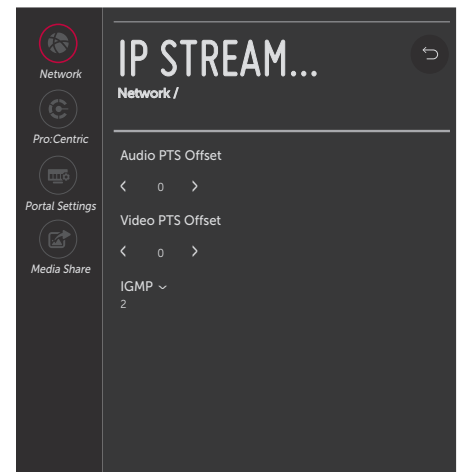 Network
Pro:Centric
Portal Settings
Media Share
IP STREAM...
Network /
Audio PTS Offset
0
Video PTS Offset
0
IGMP
2